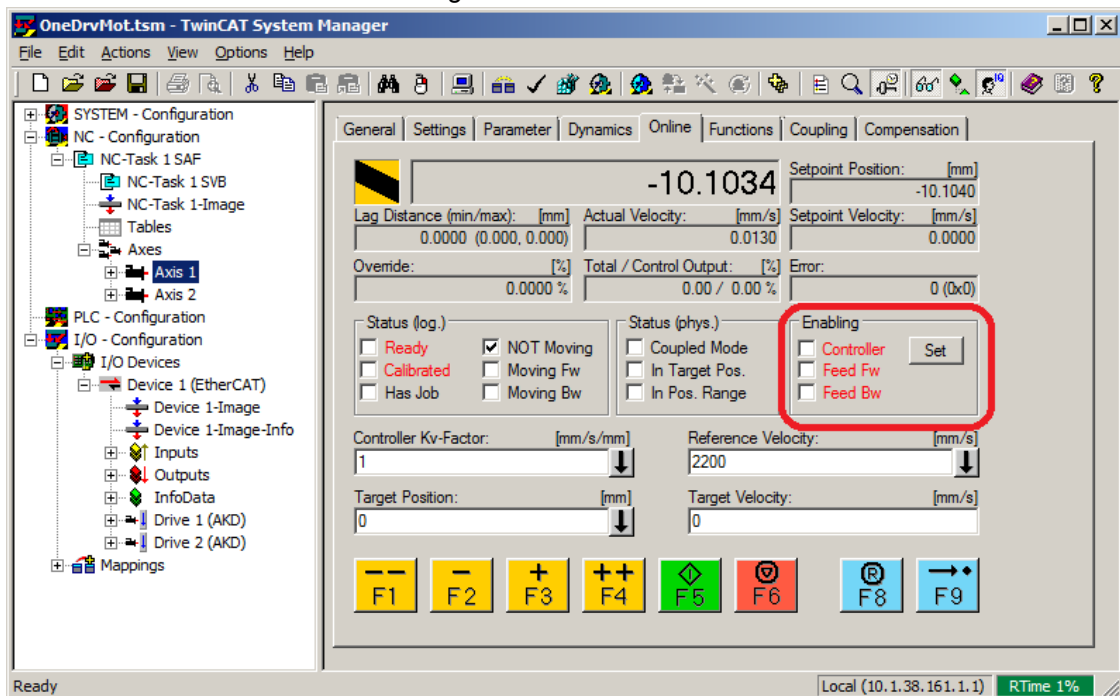 OneDrvMot.tsm - TwinCAT System Manager
File Edit Actions View Options Help
SYSTEM - Configuration
NC - Configuration
NC-Task 1 SAF
NC-Task 1 SVB
NC-Task 1-Image
Tables
Axes
Axis 1
Axis 2
PLC - Configuration
I/O - Configuration
I/O Devices
Device 1 (EtherCAT)
Device 1-Image
Device 1-Image-Info
Inputs
Outputs
InfoData
Drive 1 (AKD)
Drive 2 (AKD)
Mappings
General Settings Parameter Dynamics Online Functions Coupling Compensation
-10.1034
Setpoint Position: [mm]
-10.1040
Lag Distance (min/max): [mm] Actual Velocity: [mm/s] Setpoint Velocity: [mm/s]
0.0000 (0.000, 0.000) 0.0130 0.0000
Override: [%] Total / Control Output: [%] Error:
0.0000 % 0.00 / 0.00 % 0 (0x0)
Status (log.) Status (phys.) Enabling
Ready NOT Moving Coupled Mode Controller Set
Calibrated Moving Fw In Target Pos. Feed Fw
Has Job Moving Bw In Pos. Range Feed Bw
Controller Kv-Factor: [mm/s/mm] Reference Velocity: [mm/s]
1 2200
Target Position: [mm] Target Velocity: [mm/s]
0 0
-- - + ++ R
F1 F2 F3 F4 F5 F6 F8 F9
Ready Local (10.1.38.161.1.1) RTime 1%